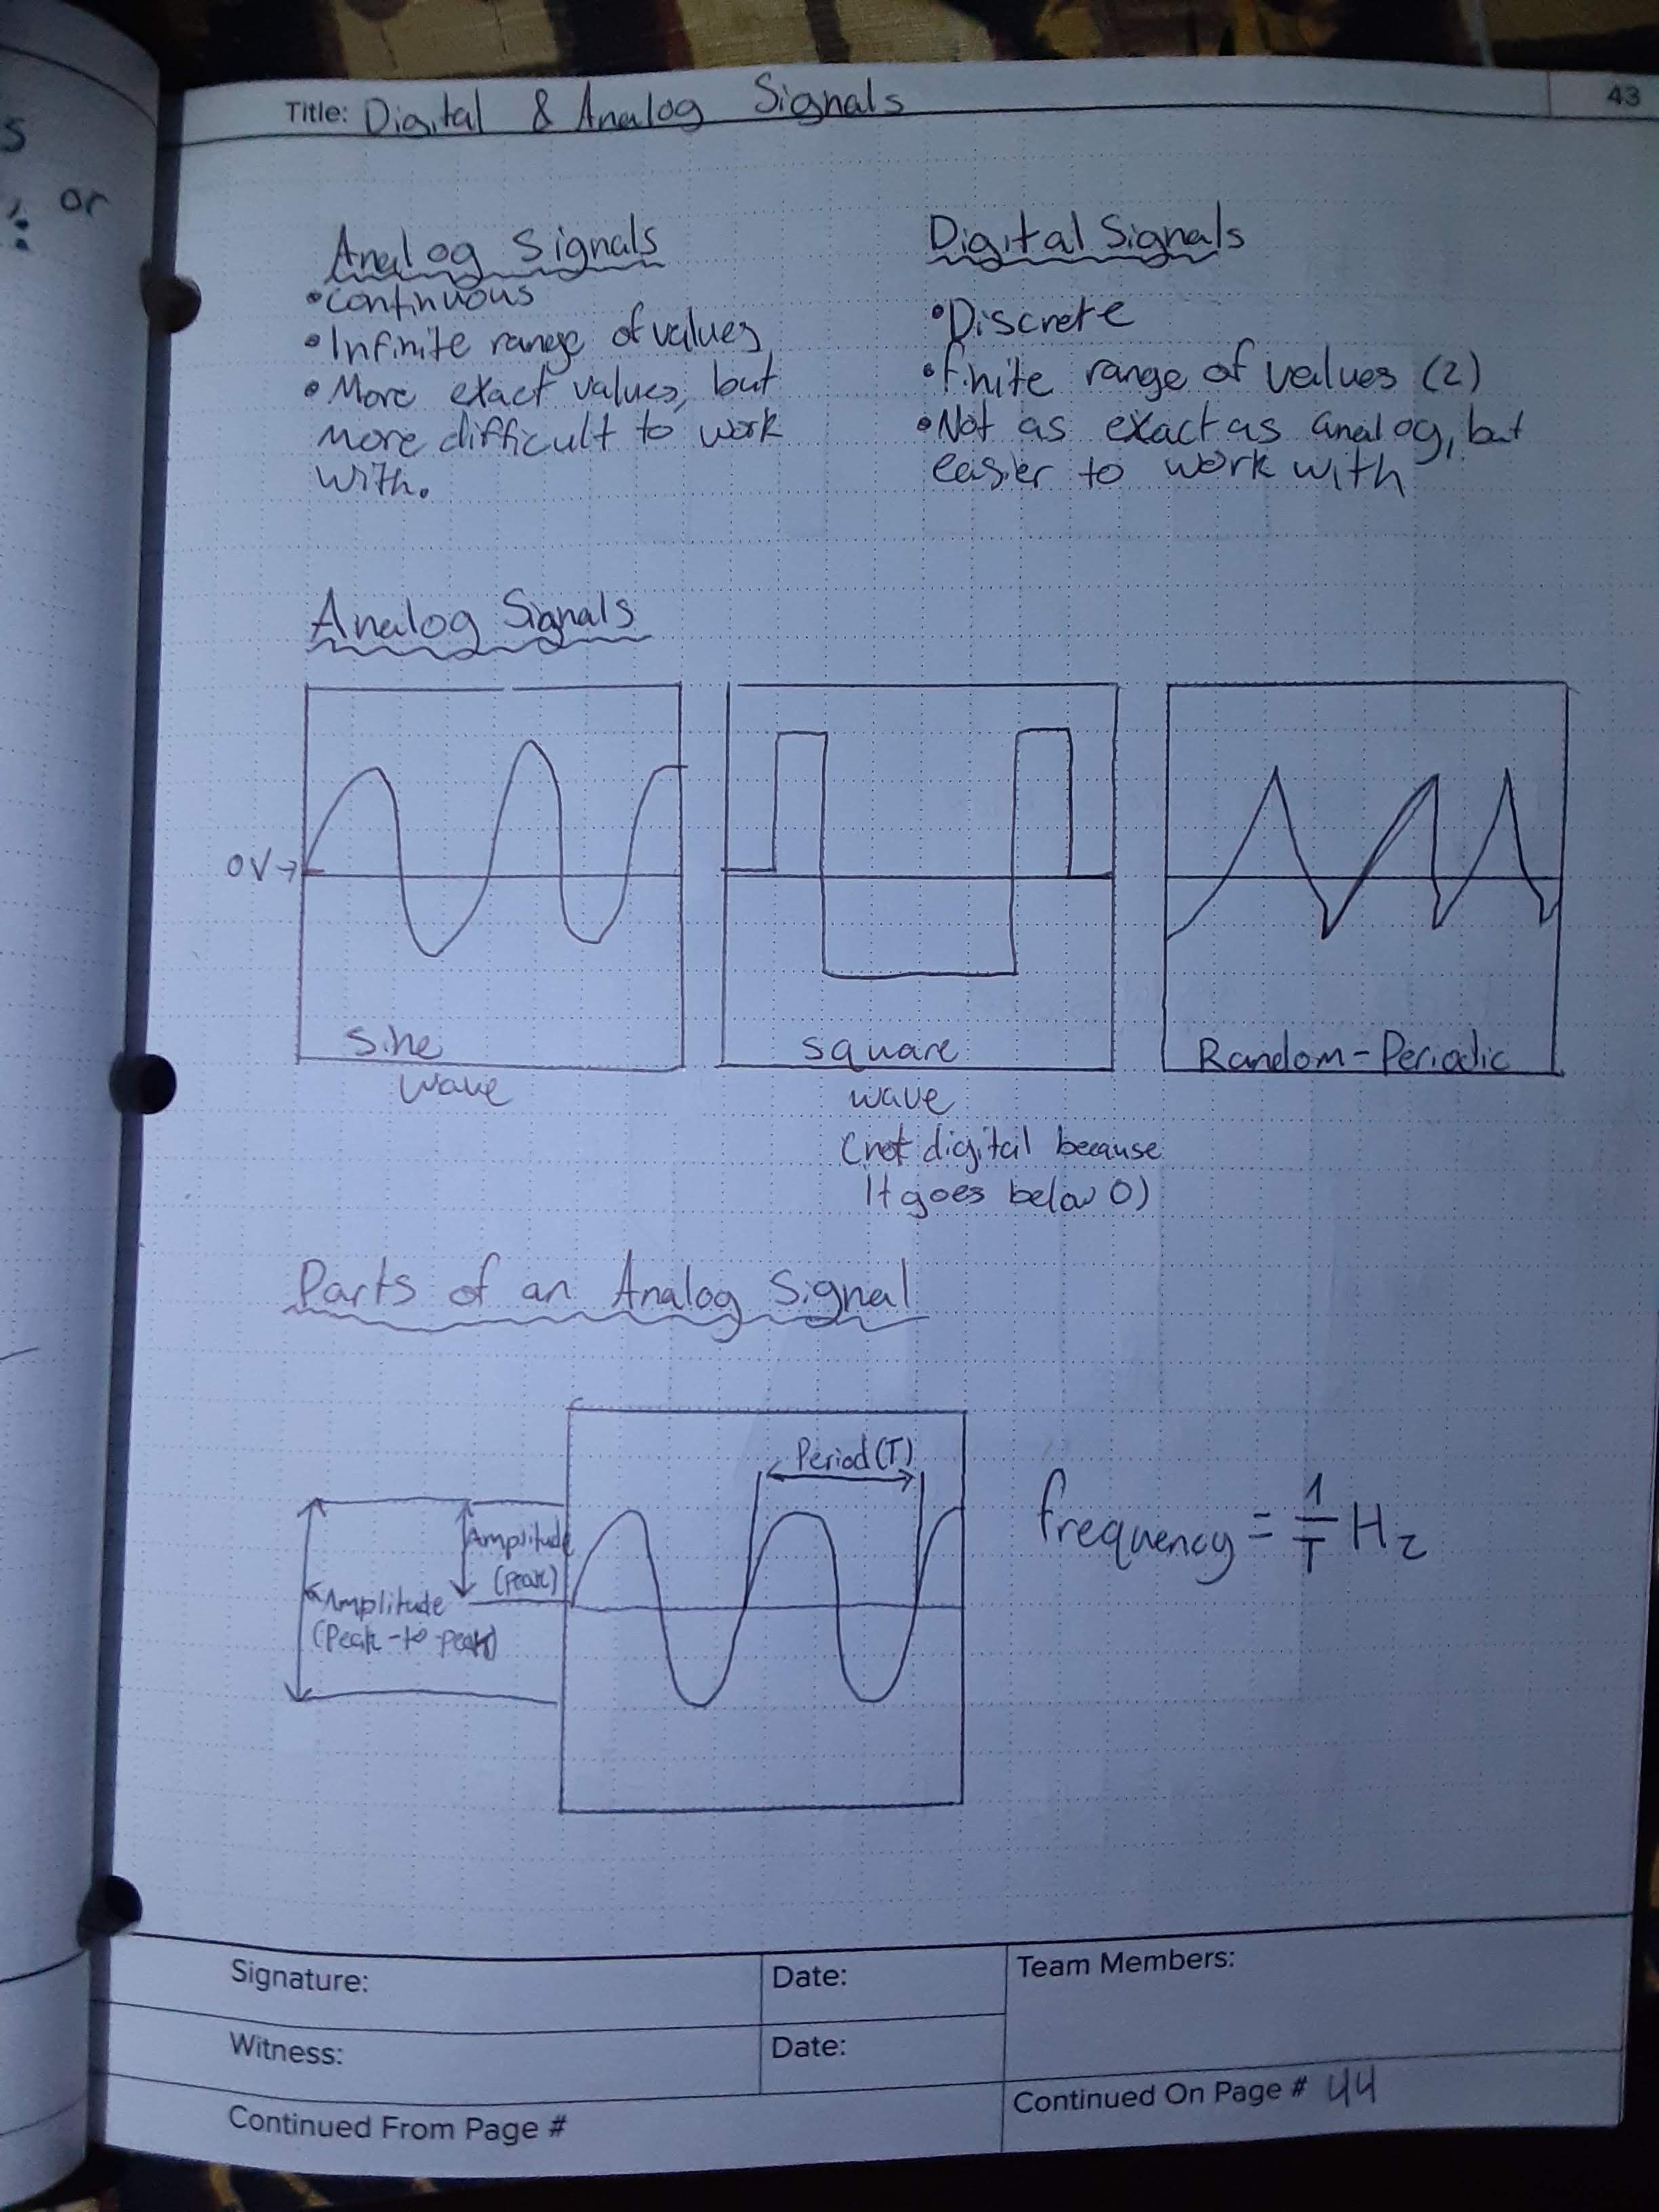 s
or
Title: Digital & Analog Signals
43
Analog Signals
•continuous
•Infinite range of values
•More exact values, but
more difficult to work
with.
Digital Signals
•Discrete
•finite range of values (2)
•Not as exact as analog, but
easier to work with
Analog Signals
0V→
Sine
wave
square
wave
(not digital because
It goes below 0)
Random-Periodic
Parts of an Analog Signal
Period(T)
Amplitude
(peak)
Amplitude
(Peak-to-peak)
frequency = 1/T Hz
Signature:
Date:
Team Members:
Witness:
Date:
Continued From Page #
Continued On Page # 44